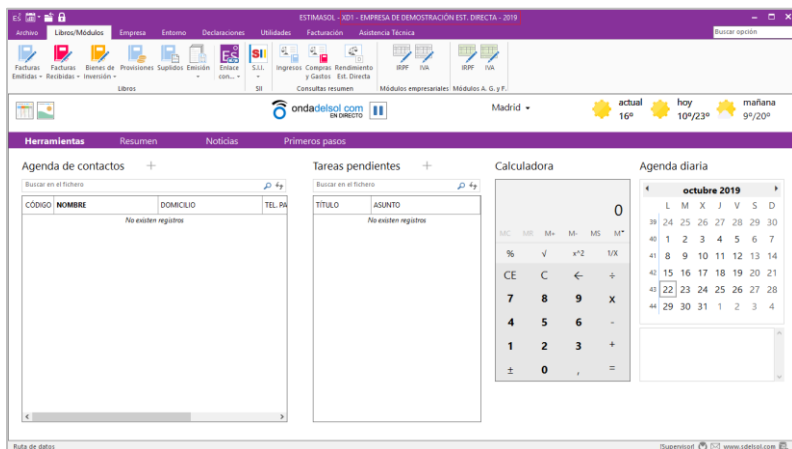 ESTIMASOL - XD1 - EMPRESA DE DEMOSTRACIÓN EST. DIRECTA - 2019
Archivo Libros/Módulos Empresa Entorno Declaraciones Utilidades Facturación Asistencia Técnica Buscar opción
Facturas Emitidas Facturas Recibidas Bienes de Inversión Provisiones Suplidos Emisión Enlace con... S.I.I. Ingresos Compras y Gastos Rendimiento Est. Directa IRPF IVA IRPF IVA
Libros SII Consultas resumen Módulos empresariales Módulos A. G. y F.
ondadelsol.com EN DIRECTO Madrid actual 16º hoy 10º/23º mañana 9º/20º
Herramientas Resumen Noticias Primeros pasos
Agenda de contactos + Tareas pendientes + Calculadora Agenda diaria
Buscar en el fichero Buscar en el fichero
CÓDIGO NOMBRE DOMICILIO TEL. PA TÍTULO ASUNTO
No existen registros No existen registros
0
MC MR M+ M- MS M
% √ x^2 1/X
CE C ← ÷
7 8 9 X
4 5 6 -
1 2 3 +
± 0 , =
octubre 2019
L M X J V S D
39 24 25 26 27 28 29 30
40 1 2 3 4 5 6 7
41 8 9 10 11 12 13 14
42 15 16 17 18 19 20 21
43 22 23 24 25 26 27 28
44 29 30 31 1 2 3 4
Ruta de datos [Supervisor] www.sdelsol.com